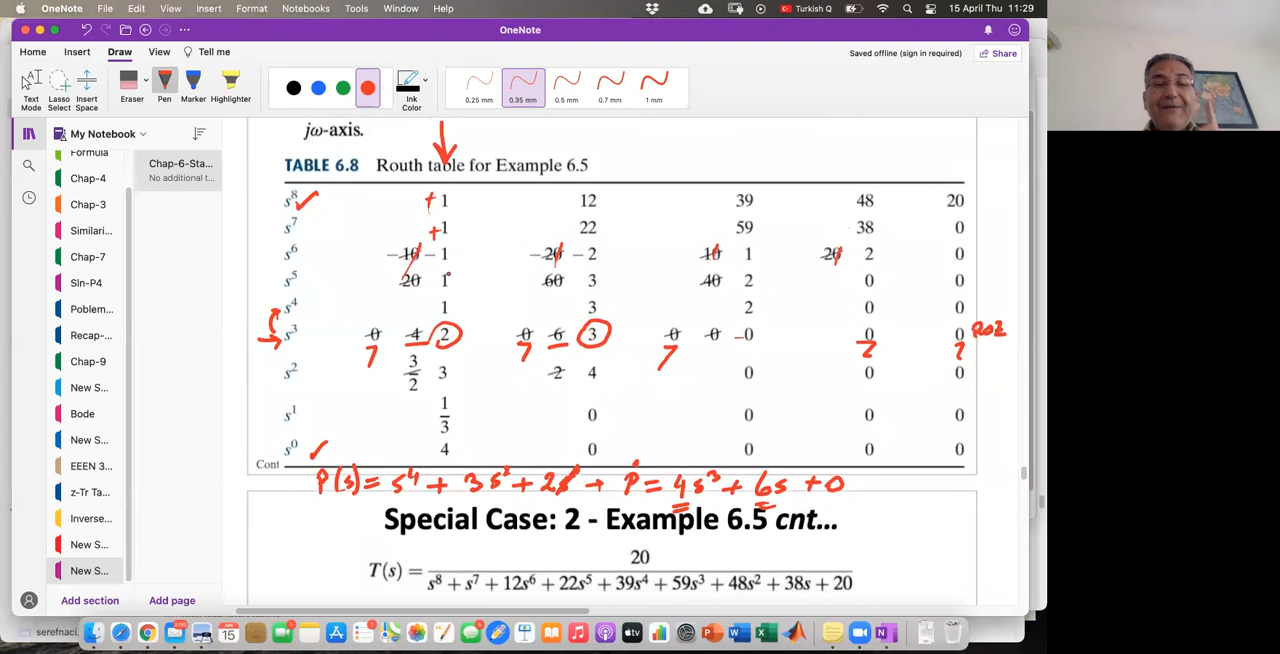 OneNote File Edit View Insert Format Notebooks Tools Window Help Turkish Q 15 April Thu 11:29
OneNote
Home Insert Draw View Tell me Saved offline (sign in required) Share
Text Mode Lasso Select Insert Space Eraser Pen Marker Highlighter Ink Color 0.25 mm 0.35 mm 0.5 mm 0.7 mm 1 mm
My Notebook
Formula
Chap-4
Chap-3
Similari...
Chap-7
Sln-P4
Poblem...
Recap-...
Chap-9
New S...
Bode
New S...
EEEN 3...
z-Tr Ta...
Inverse...
New S...
New S...
Add section Add page
Chap-6-Sta...
No additional t...
jω-axis.
TABLE 6.8 Routh table for Example 6.5
s⁸ + 1 12 39 48 20
s⁷ + 1 22 59 38 0
s⁶ −10 −1 −20 −2 10 1 20 2 0
s⁵ 20 1 60 3 40 2 0 0
s⁴ 1 3 2 0 0
s³ 0 4 2 0 6 3 0 0 0 0 0 ROZ
7 7 7 ? ?
s² 3/2 3 2 4 0 0 0
s¹ 1/3 0 0 0 0
s⁰ 4 0 0 0 0
Cont
P(s) = s⁴ + 3s² + 2s⁰ → Ṗ = 4s³ + 6s + 0
Special Case: 2 - Example 6.5 cnt...
T(s) = 20 / s⁸ + s⁷ + 12s⁶ + 22s⁵ + 39s⁴ + 59s³ + 48s² + 38s + 20
serefnaci